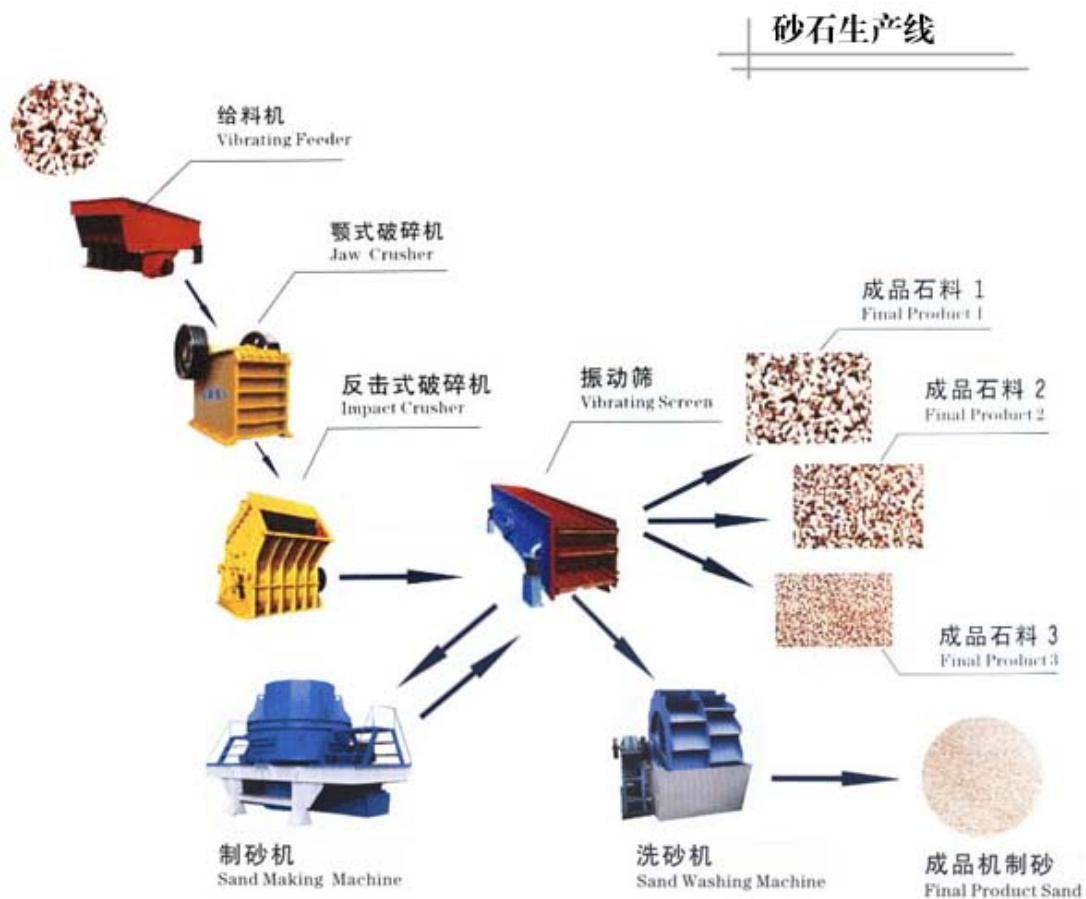 砂石生产线
给料机
Vibrating Feeder
颚式破碎机
Jaw Crusher
反击式破碎机
Impact Crusher
振动筛
Vibrating Screen
成品石料 1
Final Product 1
成品石料 2
Final Product 2
成品石料 3
Final Product 3
制砂机
Sand Making Machine
洗砂机
Sand Washing Machine
成品机制砂
Final Product Sand